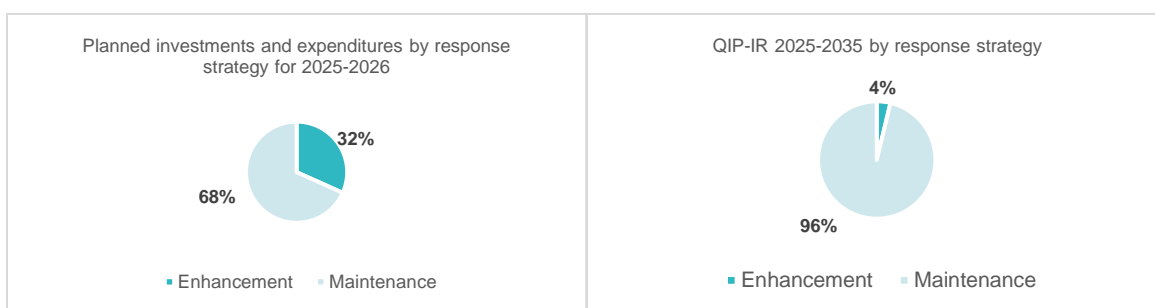 Planned investments and expenditures by response
strategy for 2025-2026
32%
68%
Enhancement Maintenance
QIP-IR 2025-2035 by response strategy
4%
96%
Enhancement Maintenance